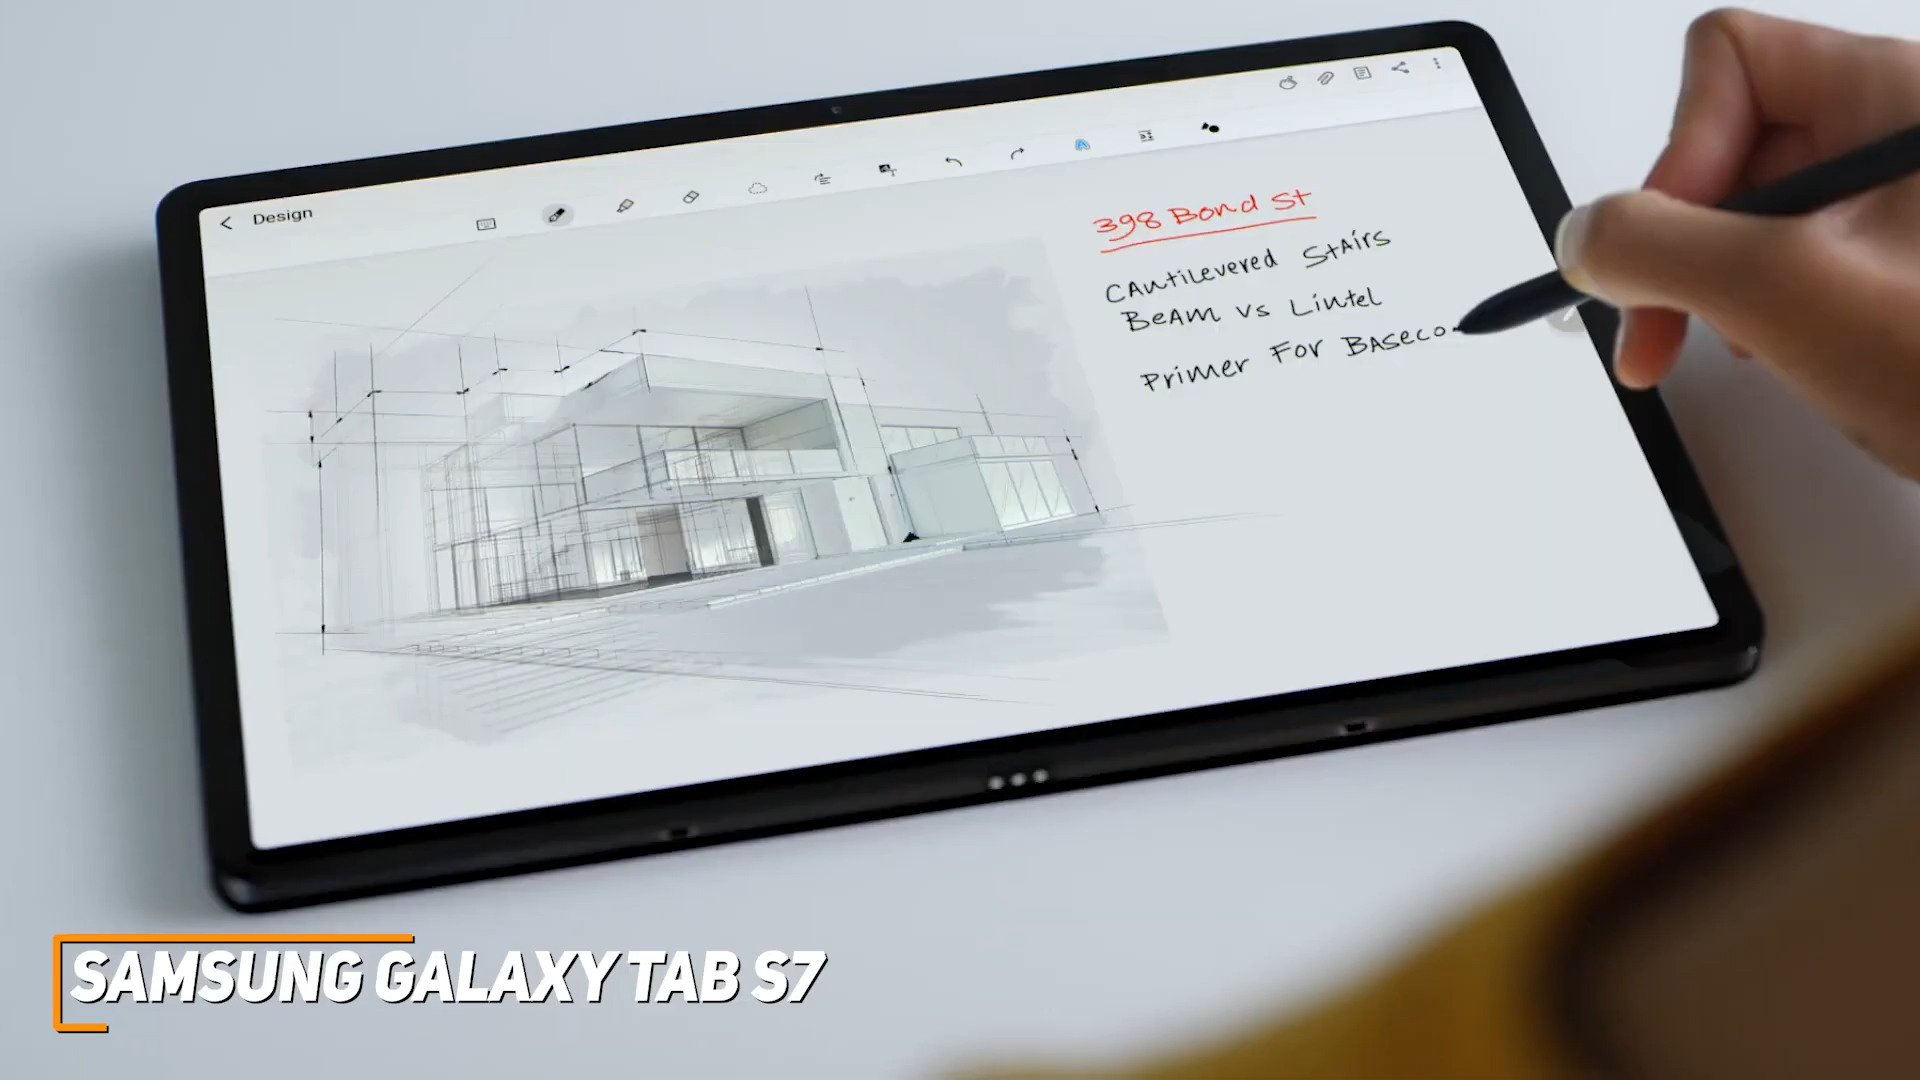 Design
398 Bond St
Cantilevered Stairs
Beam vs Lintel
Primer For Baseco
SAMSUNG GALAXY TAB S7